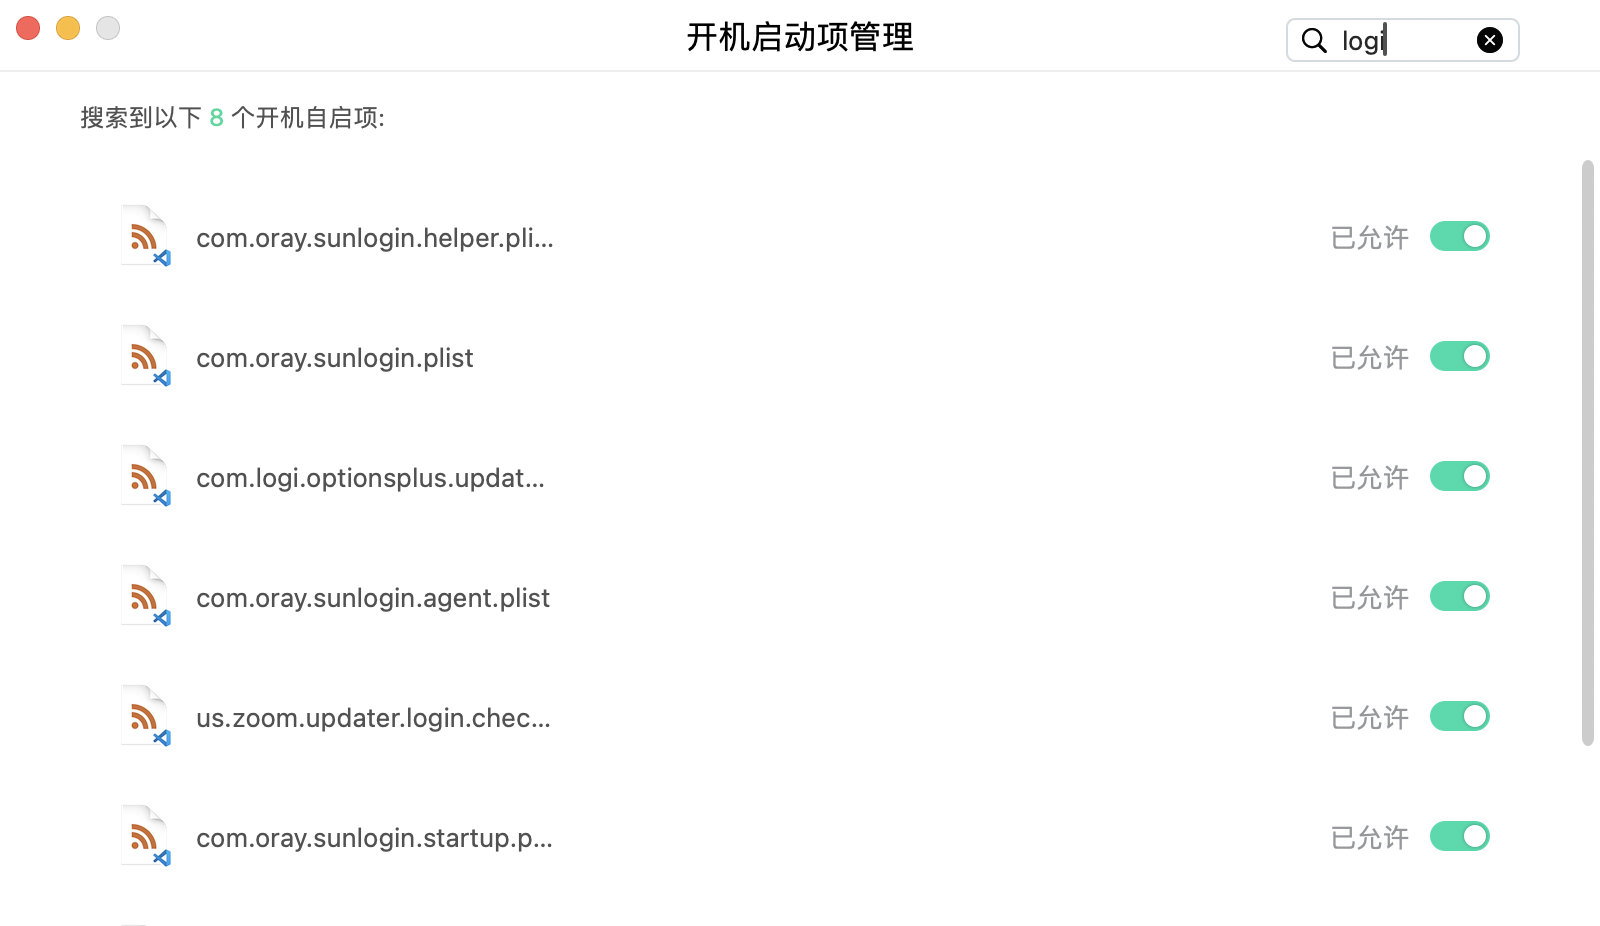 开机启动项管理
logi
搜索到以下 8 个开机自启项:
com.oray.sunlogin.helper.pli...
已允许
com.oray.sunlogin.plist
已允许
com.logi.optionsplus.updat...
已允许
com.oray.sunlogin.agent.plist
已允许
us.zoom.updater.login.chec...
已允许
com.oray.sunlogin.startup.p...
已允许